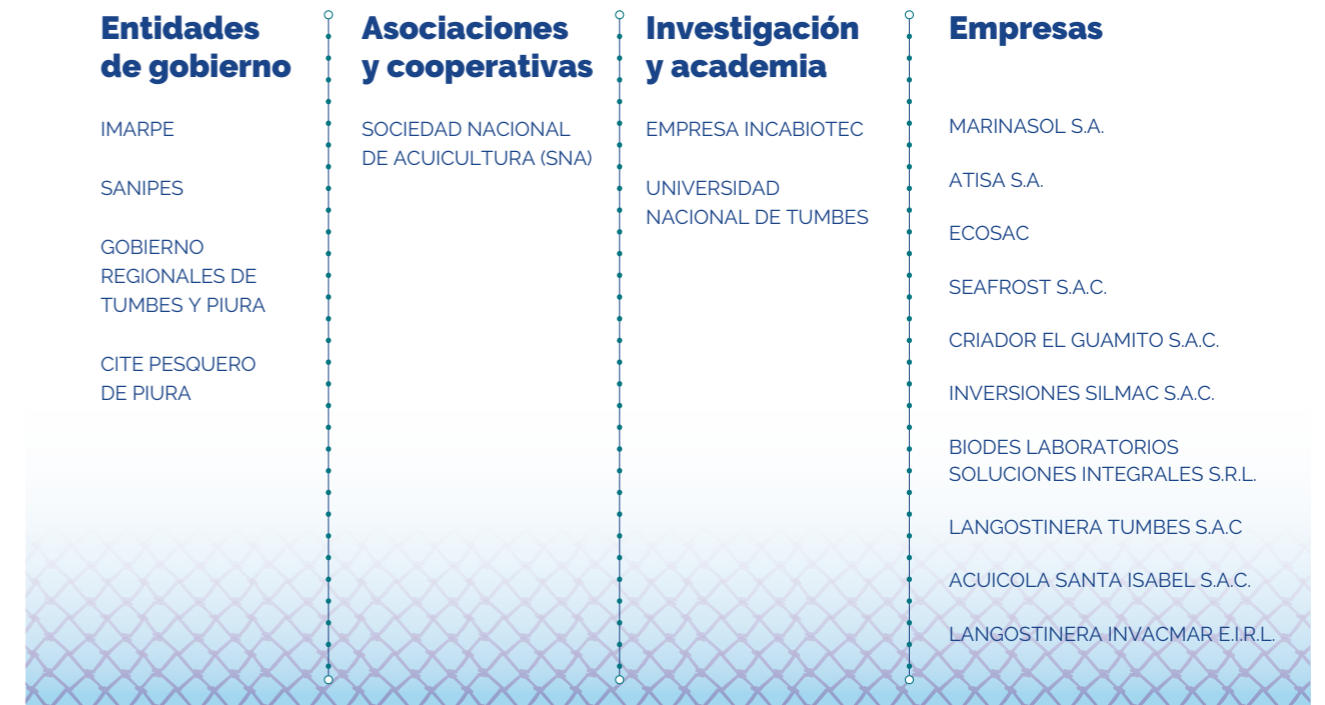 Entidades
de gobierno
IMARPE
SANIPES
GOBIERNO
REGIONALES DE
TUMBES Y PIURA
CITE PESQUERO
DE PIURA
Asociaciones
y cooperativas
SOCIEDAD NACIONAL
DE ACUICULTURA (SNA)
Investigación
y academia
EMPRESA INCABIOTEC
UNIVERSIDAD
NACIONAL DE TUMBES
Empresas
MARINASOL S.A.
ATISA S.A.
ECOSAC
SEAFROST S.A.C.
CRIADOR EL GUAMITO S.A.C.
INVERSIONES SILMAC S.A.C.
BIODES LABORATORIOS
SOLUCIONES INTEGRALES S.R.L.
LANGOSTINERA TUMBES S.A.C
ACUICOLA SANTA ISABEL S.A.C.
LANGOSTINERA INVACMAR E.I.R.L.